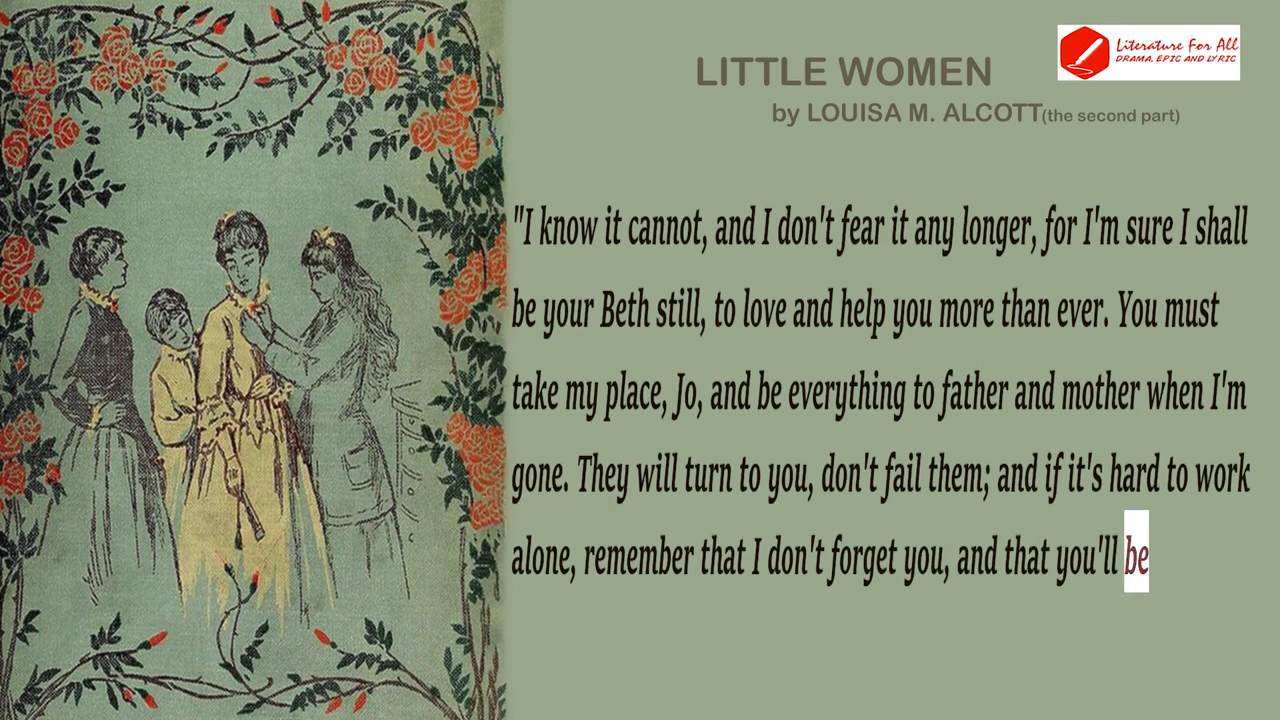 LITTLE WOMEN
by LOUISA M. ALCOTT(the second part)
Literature For All
DRAMA, EPIC AND LYRIC
"I know it cannot, and I don't fear it any longer, for I'm sure I shall
be your Beth still, to love and help you more than ever. You must
take my place, Jo, and be everything to father and mother when I'm
gone. They will turn to you, don't fail them; and if it's hard to work
alone, remember that I don't forget you, and that you'll be